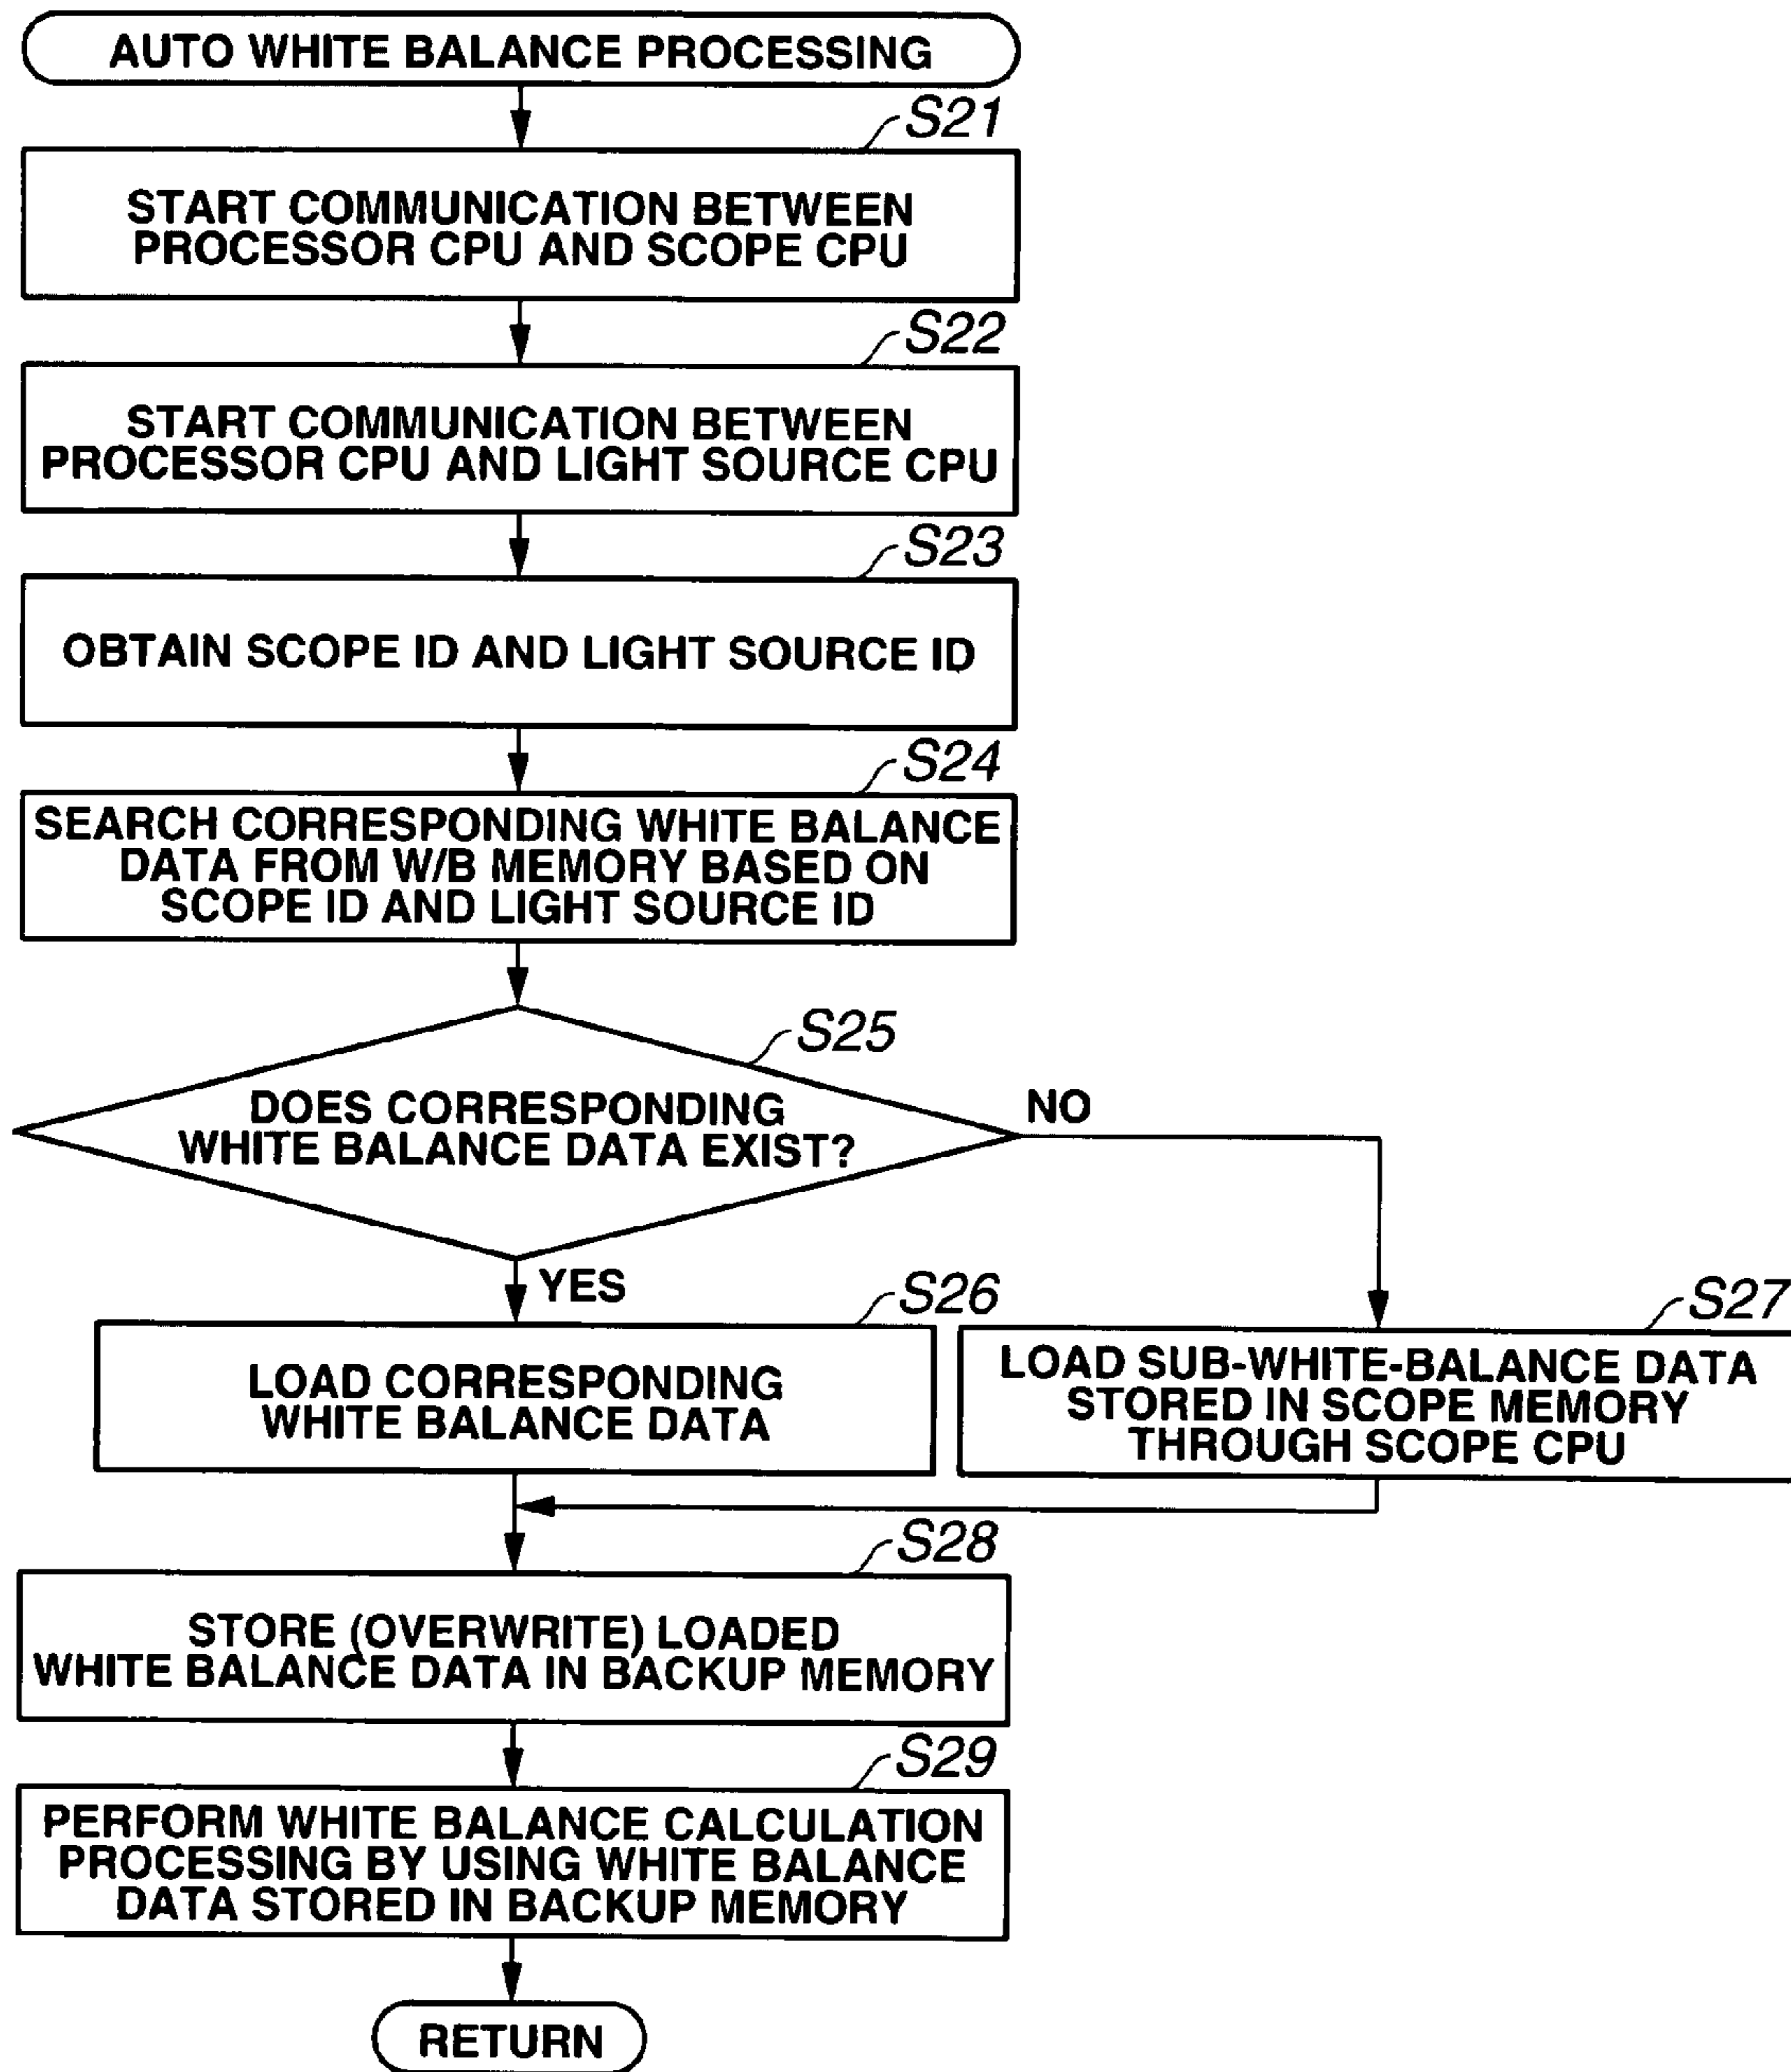 AUTO WHITE BALANCE PROCESSING
S21
START COMMUNICATION BETWEEN
PROCESSOR CPU AND SCOPE CPU
S22
START COMMUNICATION BETWEEN
PROCESSOR CPU AND LIGHT SOURCE CPU
S23
OBTAIN SCOPE ID AND LIGHT SOURCE ID
S24
SEARCH CORRESPONDING WHITE BALANCE
DATA FROM W/B MEMORY BASED ON
SCOPE ID AND LIGHT SOURCE ID
S25
DOES CORRESPONDING
WHITE BALANCE DATA EXIST?
NO
YES
S26
LOAD CORRESPONDING
WHITE BALANCE DATA
S27
LOAD SUB-WHITE-BALANCE DATA
STORED IN SCOPE MEMORY
THROUGH SCOPE CPU
S28
STORE (OVERWRITE) LOADED
WHITE BALANCE DATA IN BACKUP MEMORY
S29
PERFORM WHITE BALANCE CALCULATION
PROCESSING BY USING WHITE BALANCE
DATA STORED IN BACKUP MEMORY
RETURN